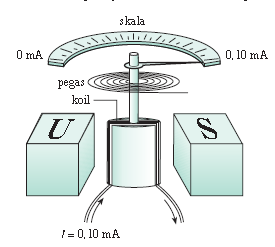 skala
0 mA
0,10 mA
pegas
koil
U
S
I = 0,10 mA